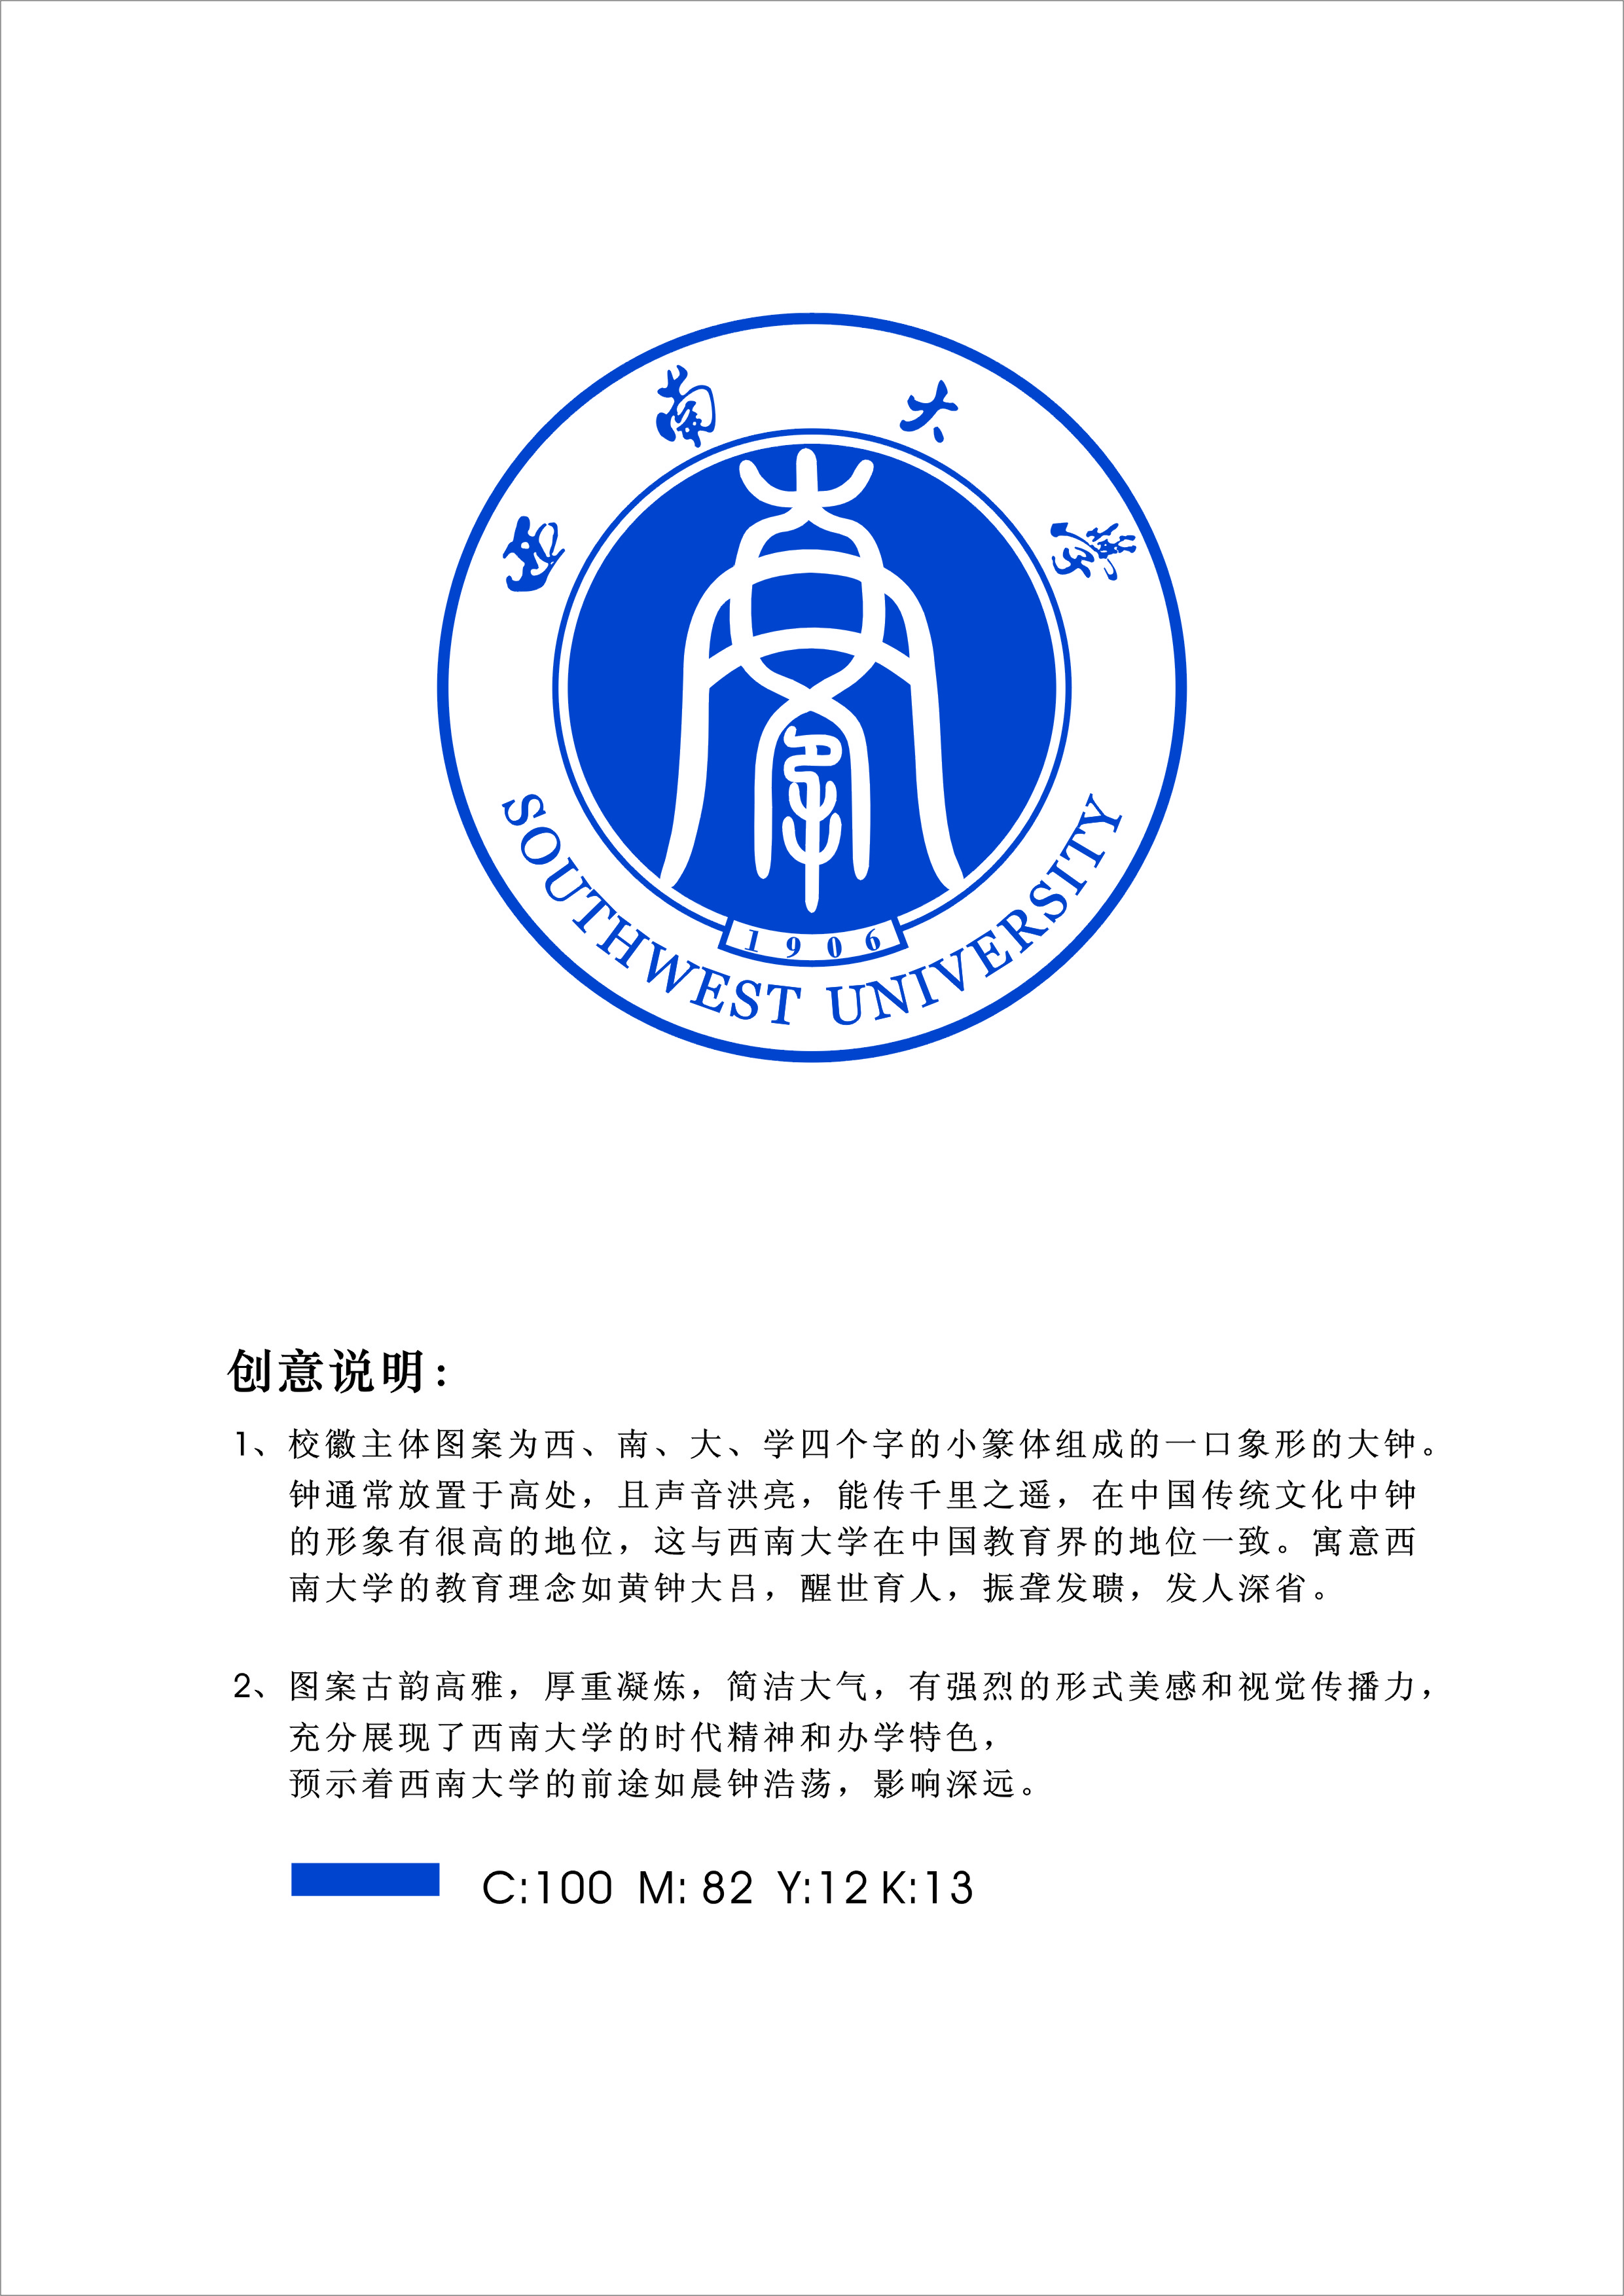 西南大学
1906
SOUTHWEST UNIVERSITY
创意说明：
1、校徽主体图案为西、南、大、学四个字的小篆体组成的一口象形的大钟。
钟通常放置于高处，且声音洪亮，能传千里之遥，在中国传统文化中钟
的形象有很高的地位，这与西南大学在中国教育界的地位一致。寓意西
南大学的教育理念如黄钟大吕，醒世育人，振聋发聩，发人深省。
2、图案古韵高雅，厚重凝炼，简洁大气，有强烈的形式美感和视觉传播力，
充分展现了西南大学的时代精神和办学特色，
预示着西南大学的前途如晨钟浩荡，影响深远。
C:100 M: 82 Y:12 K:13